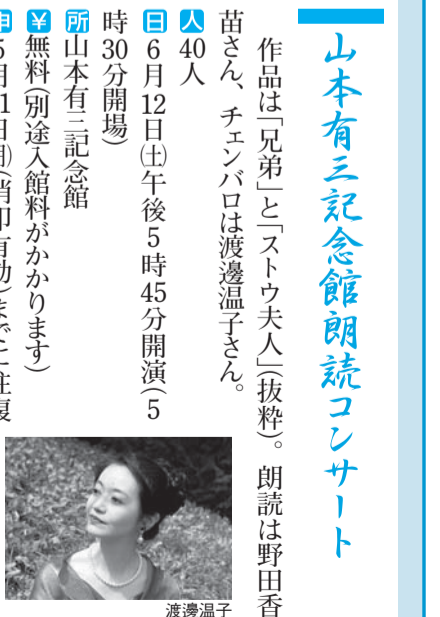 山本有三記念館朗読コンサート
作品は「兄弟」と「ストウ夫人」(抜粋)。朗読は野田香
苗さん、チェンバロは渡邊温子さん。
人40人
日6月12日㈯午後5時45分開演(5
時30分開場)
所山本有三記念館
¥無料(別途入館料がかかります)
渡邊温子